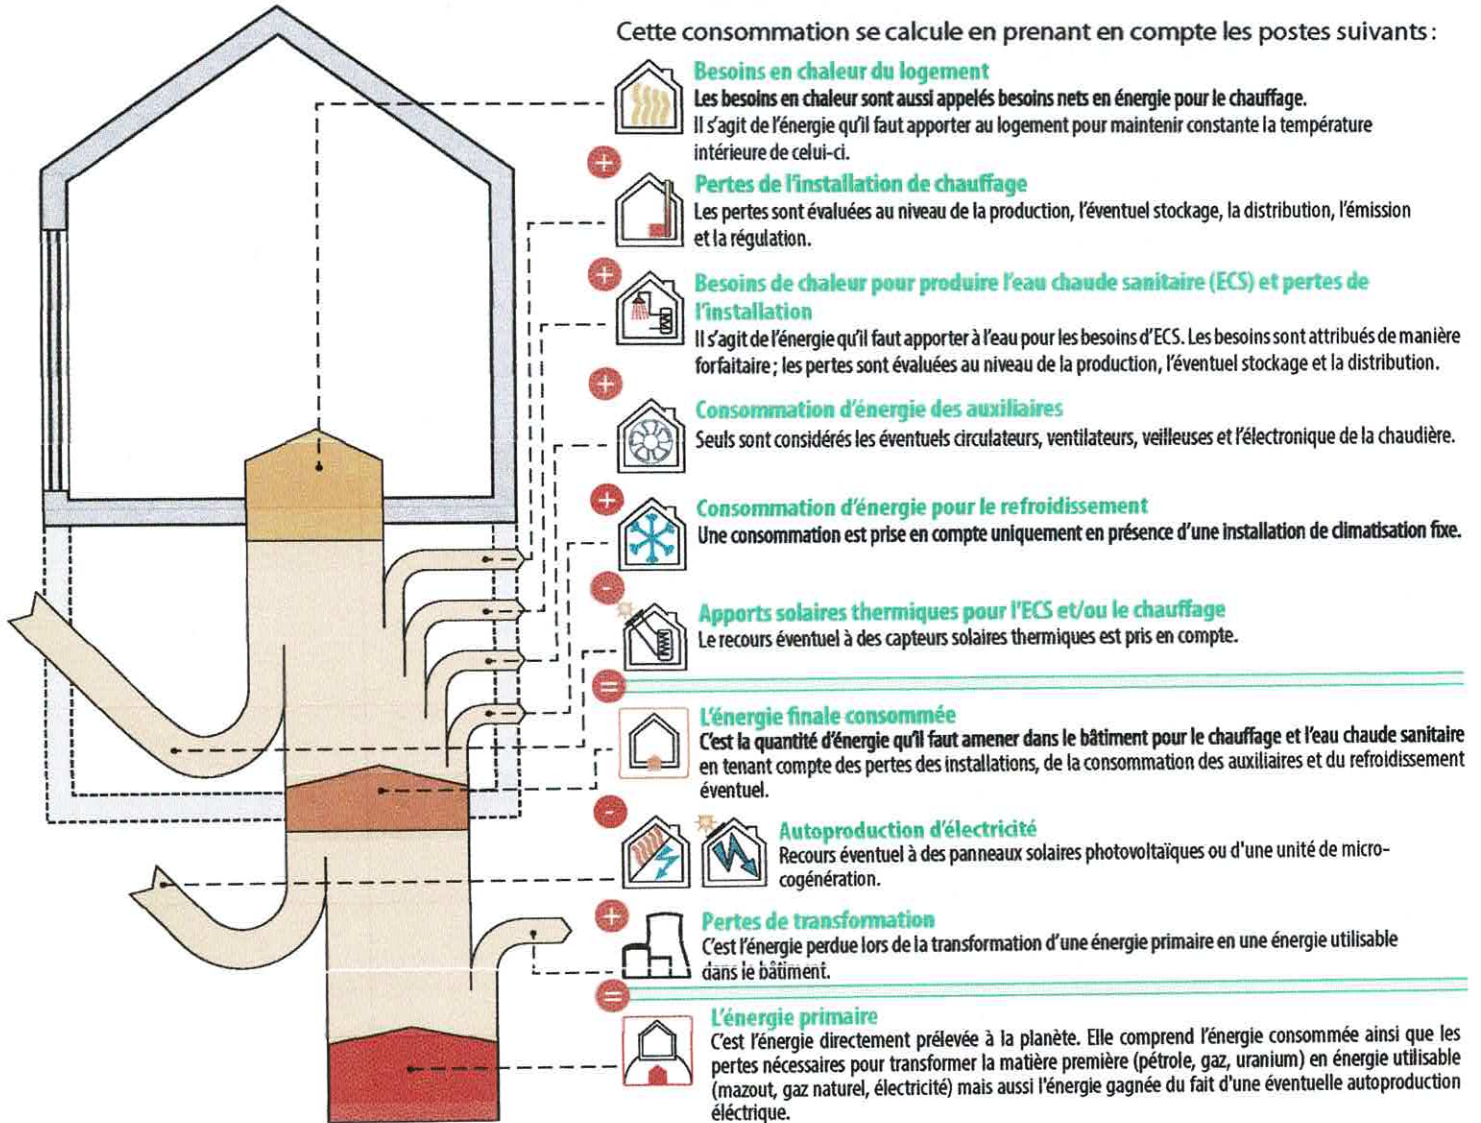 Cette consommation se calcule en prenant en compte les postes suivants :
Besoins en chaleur du logement
Les besoins en chaleur sont aussi appelés besoins nets en énergie pour le chauffage.
Il s'agit de l'énergie qu'il faut apporter au logement pour maintenir constante la température
intérieure de celui-ci.
+
Pertes de l'installation de chauffage
Les pertes sont évaluées au niveau de la production, l'éventuel stockage, la distribution, l'émission
et la régulation.
+
Besoins de chaleur pour produire l'eau chaude sanitaire (ECS) et pertes de
l'installation
Il s'agit de l'énergie qu'il faut apporter à l'eau pour les besoins d'ECS. Les besoins sont attribués de manière
forfaitaire ; les pertes sont évaluées au niveau de la production, l'éventuel stockage et la distribution.
+
Consommation d'énergie des auxiliaires
Seuls sont considérés les éventuels circulateurs, ventilateurs, veilleuses et l'électronique de la chaudière.
+
Consommation d'énergie pour le refroidissement
Une consommation est prise en compte uniquement en présence d'une installation de climatisation fixe.
-
Apports solaires thermiques pour l'ECS et/ou le chauffage
Le recours éventuel à des capteurs solaires thermiques est pris en compte.
=
L'énergie finale consommée
C'est la quantité d'énergie qu'il faut amener dans le bâtiment pour le chauffage et l'eau chaude sanitaire
en tenant compte des pertes des installations, de la consommation des auxiliaires et du refroidissement
éventuel.
-
Autoproduction d'électricité
Recours éventuel à des panneaux solaires photovoltaïques ou d'une unité de micro-
cogénération.
+
Pertes de transformation
C'est l'énergie perdue lors de la transformation d'une énergie primaire en une énergie utilisable
dans le bâtiment.
=
L'énergie primaire
C'est l'énergie directement prélevée à la planète. Elle comprend l'énergie consommée ainsi que les
pertes nécessaires pour transformer la matière première (pétrole, gaz, uranium) en énergie utilisable
(mazout, gaz naturel, électricité) mais aussi l'énergie gagnée du fait d'une éventuelle autoproduction
éléctrique.